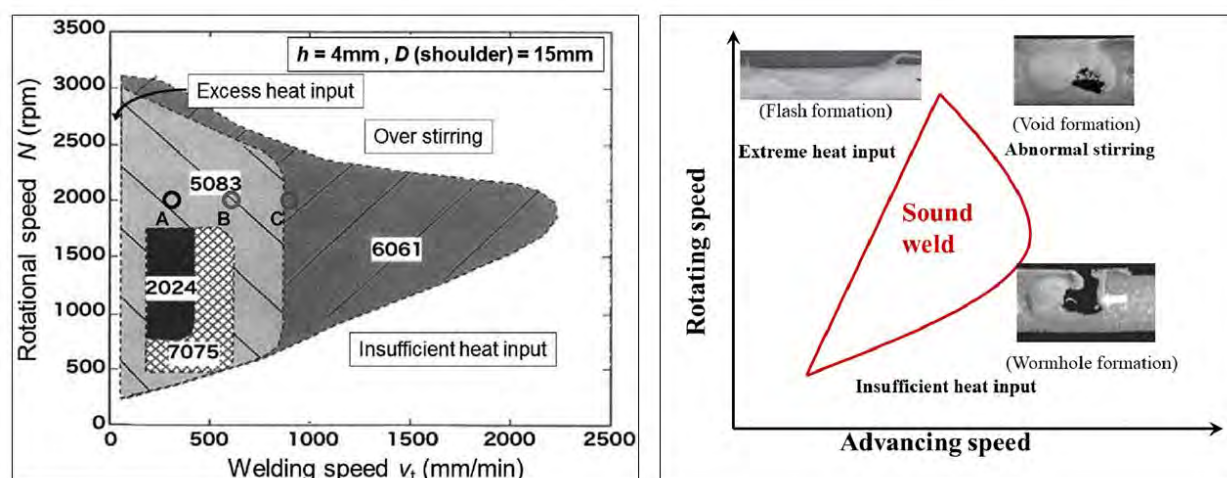 3500
3000
2500
2000
1500
1000
500
0
Rotational speed N (rpm)
h = 4mm , D (shoulder) = 15mm
Excess heat input
Over stirring
5083
A
B
C
6061
2024
7075
Insufficient heat input
0
500
1000
1500
2000
2500
Welding speed vt (mm/min)
Rotating speed
(Flash formation)
Extreme heat input
(Void formation)
Abnormal stirring
Sound
weld
(Wormhole formation)
Insufficient heat input
Advancing speed